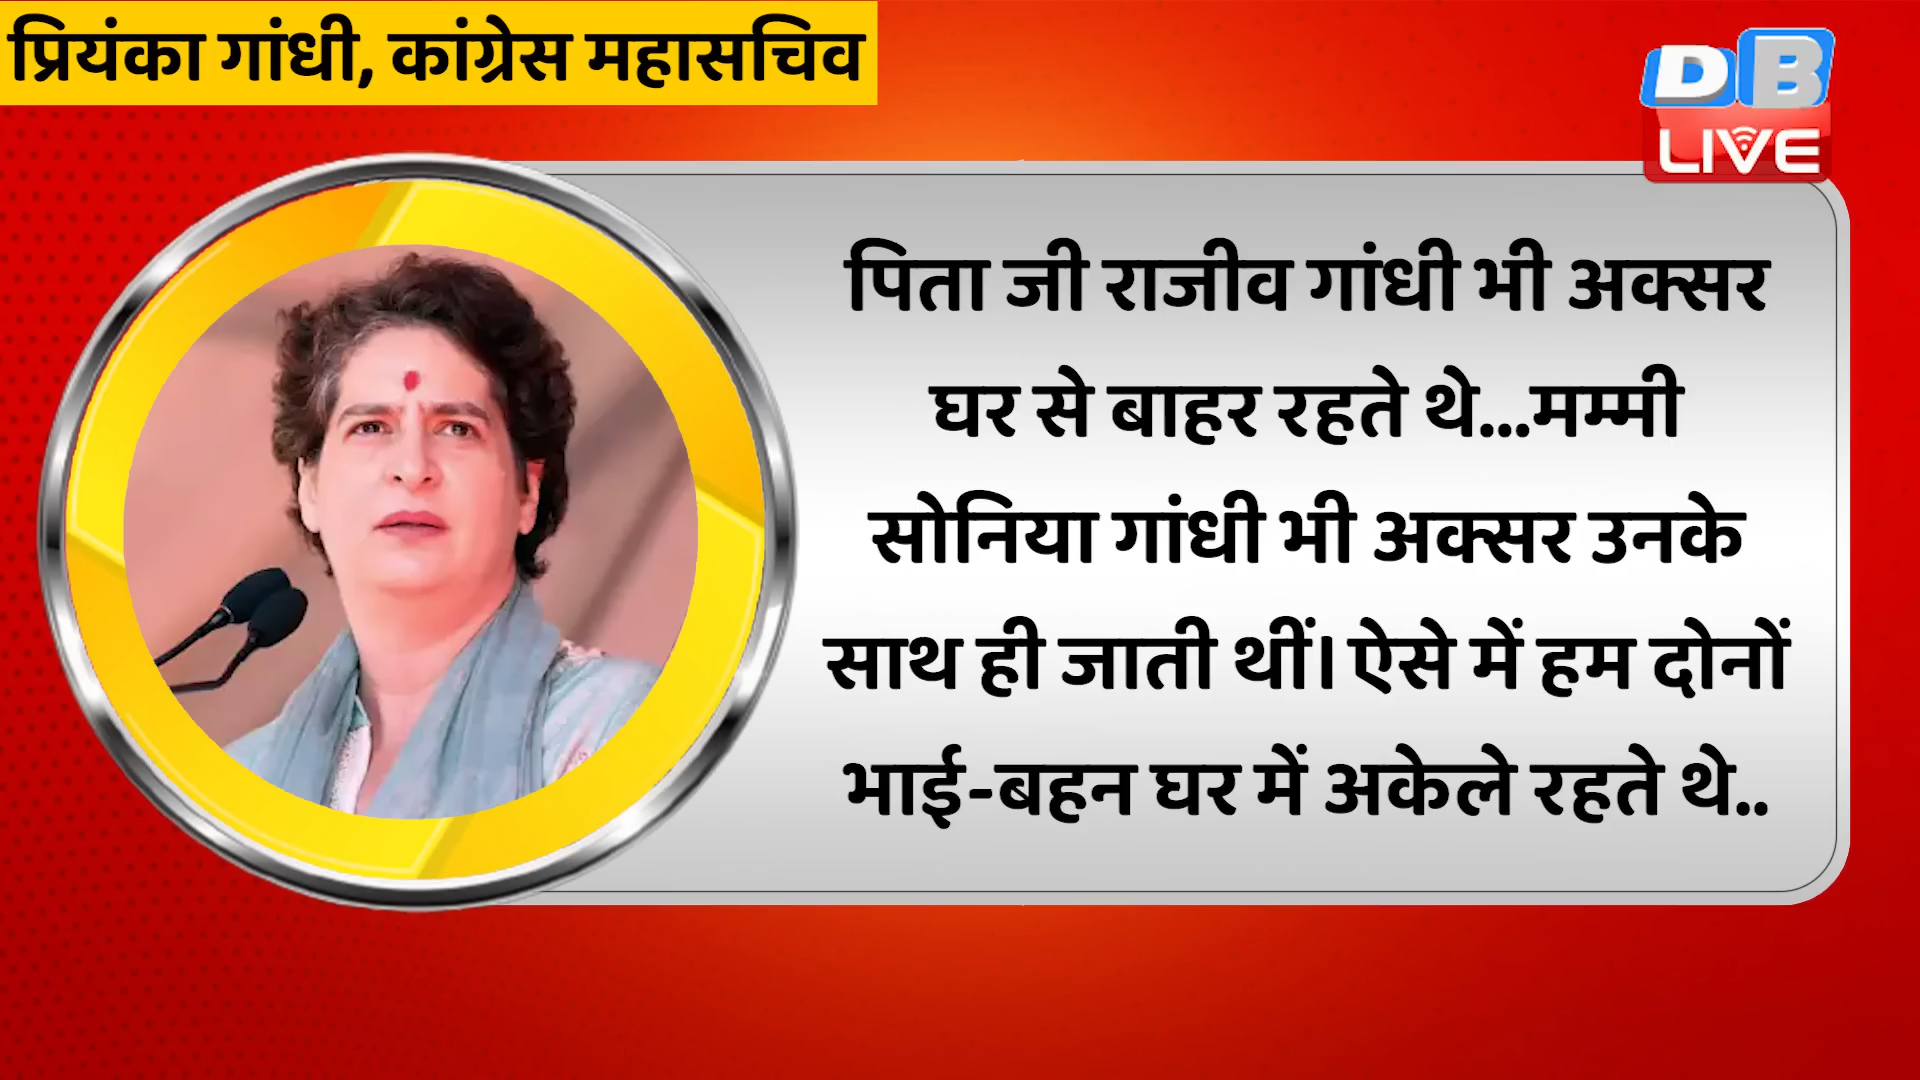 प्रियंका गांधी, कांग्रेस महासचिव
DB
LIVE
पिता जी राजीव गांधी भी अक्सर
घर से बाहर रहते थे...मम्मी
सोनिया गांधी भी अक्सर उनके
साथ ही जाती थीं। ऐसे में हम दोनों
भाई-बहन घर में अकेले रहते थे..